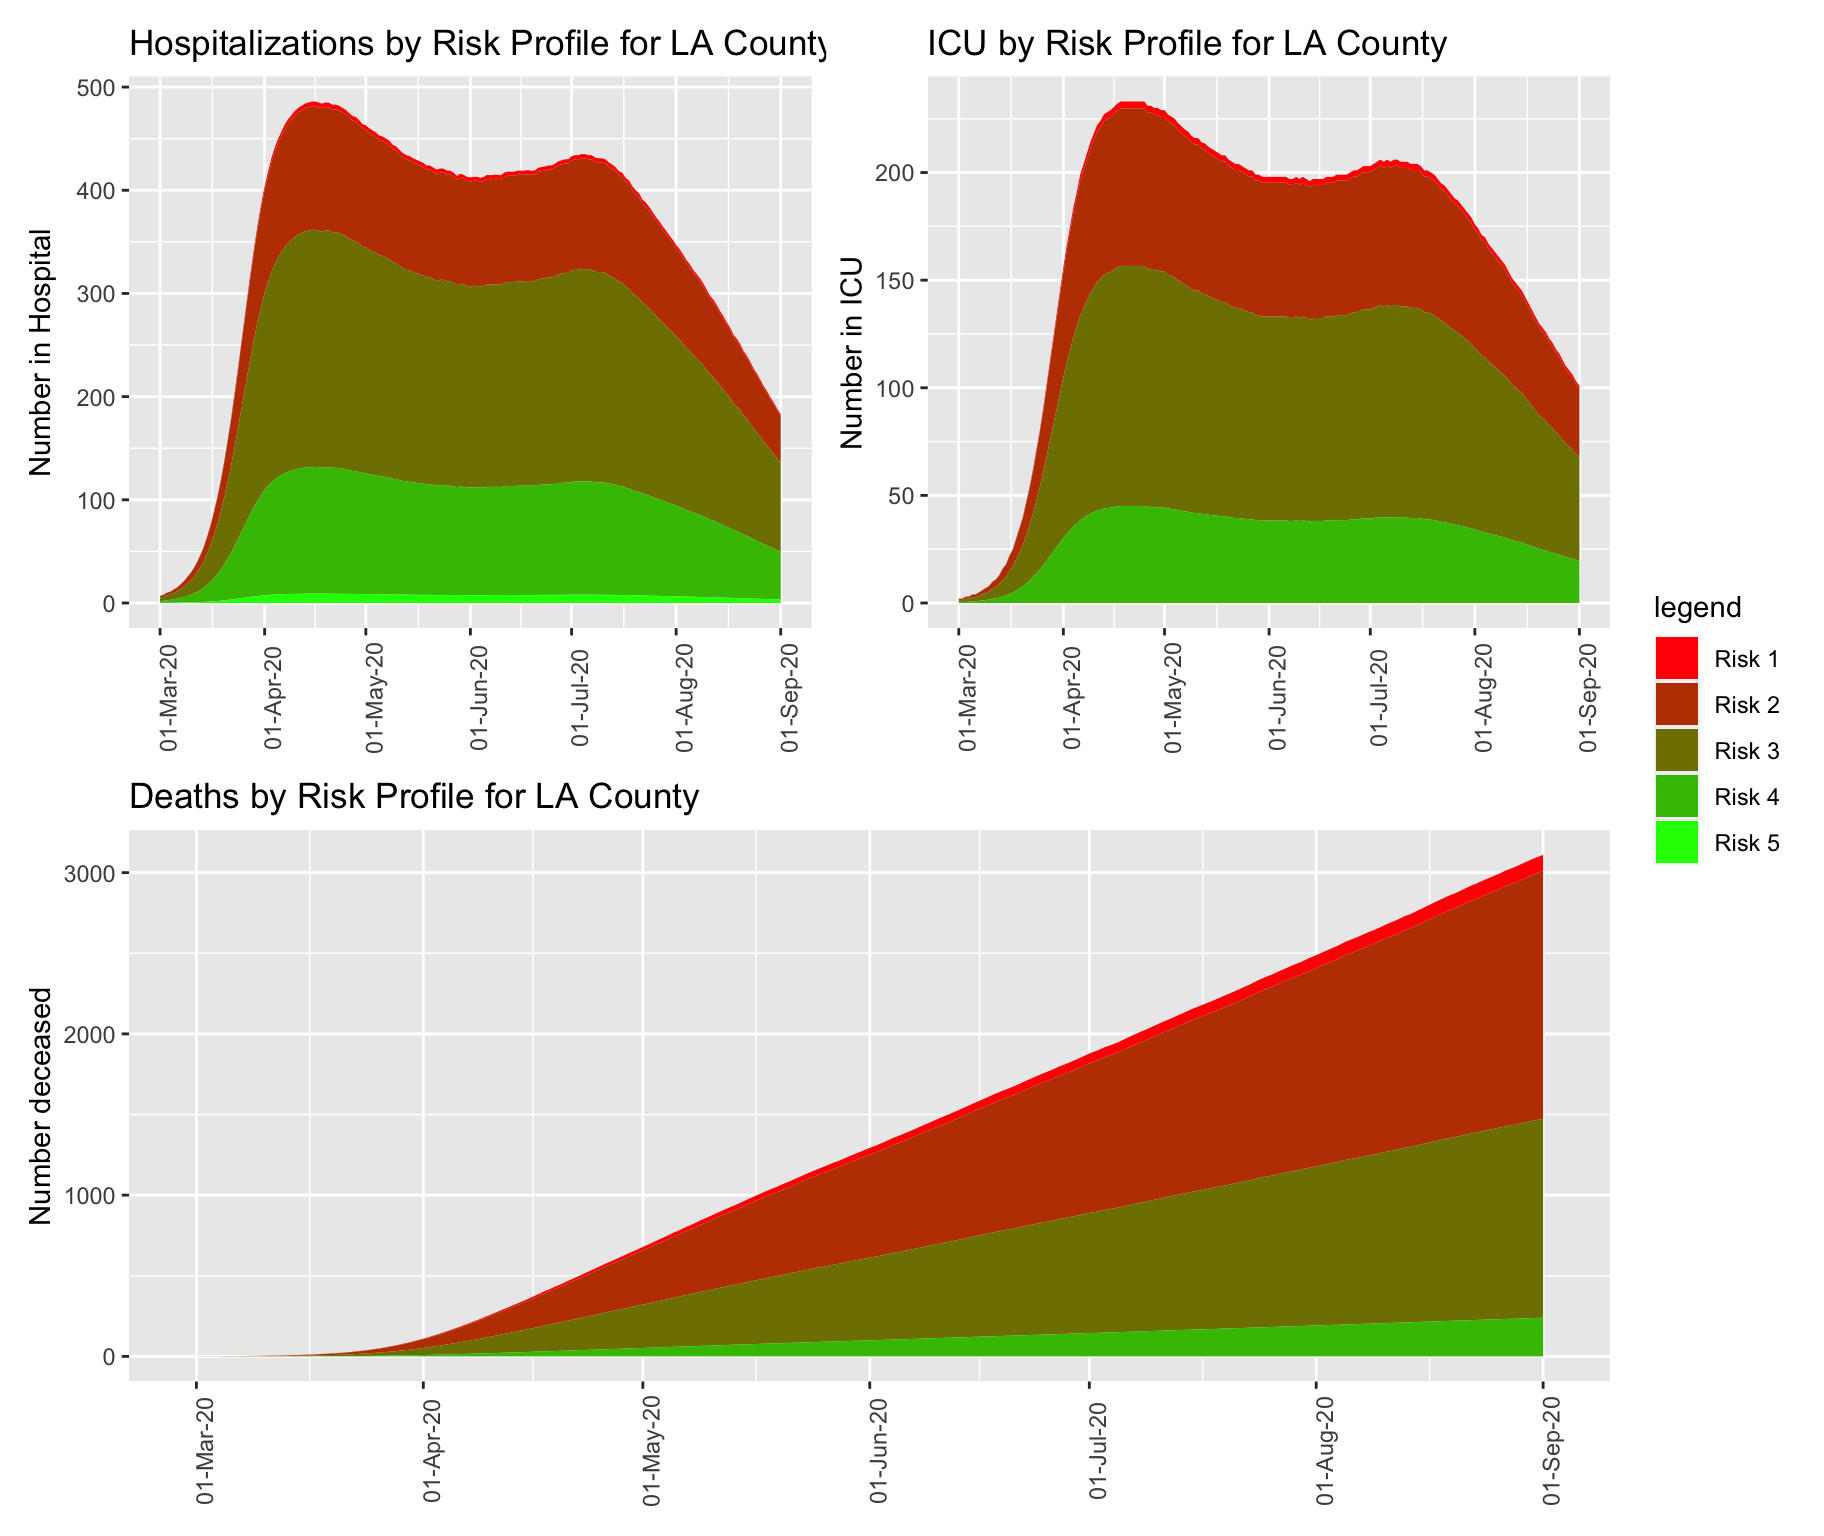 Hospitalizations by Risk Profile for LA County
Number in Hospital
500
400
300
200
100
0
01-Mar-20
01-Apr-20
01-May-20
01-Jun-20
01-Jul-20
01-Aug-20
01-Sep-20
ICU by Risk Profile for LA County
Number in ICU
200
150
100
50
0
01-Mar-20
01-Apr-20
01-May-20
01-Jun-20
01-Jul-20
01-Aug-20
01-Sep-20
legend
Risk 1
Risk 2
Risk 3
Risk 4
Risk 5
Deaths by Risk Profile for LA County
Number deceased
3000
2000
1000
0
01-Mar-20
01-Apr-20
01-May-20
01-Jun-20
01-Jul-20
01-Aug-20
01-Sep-20